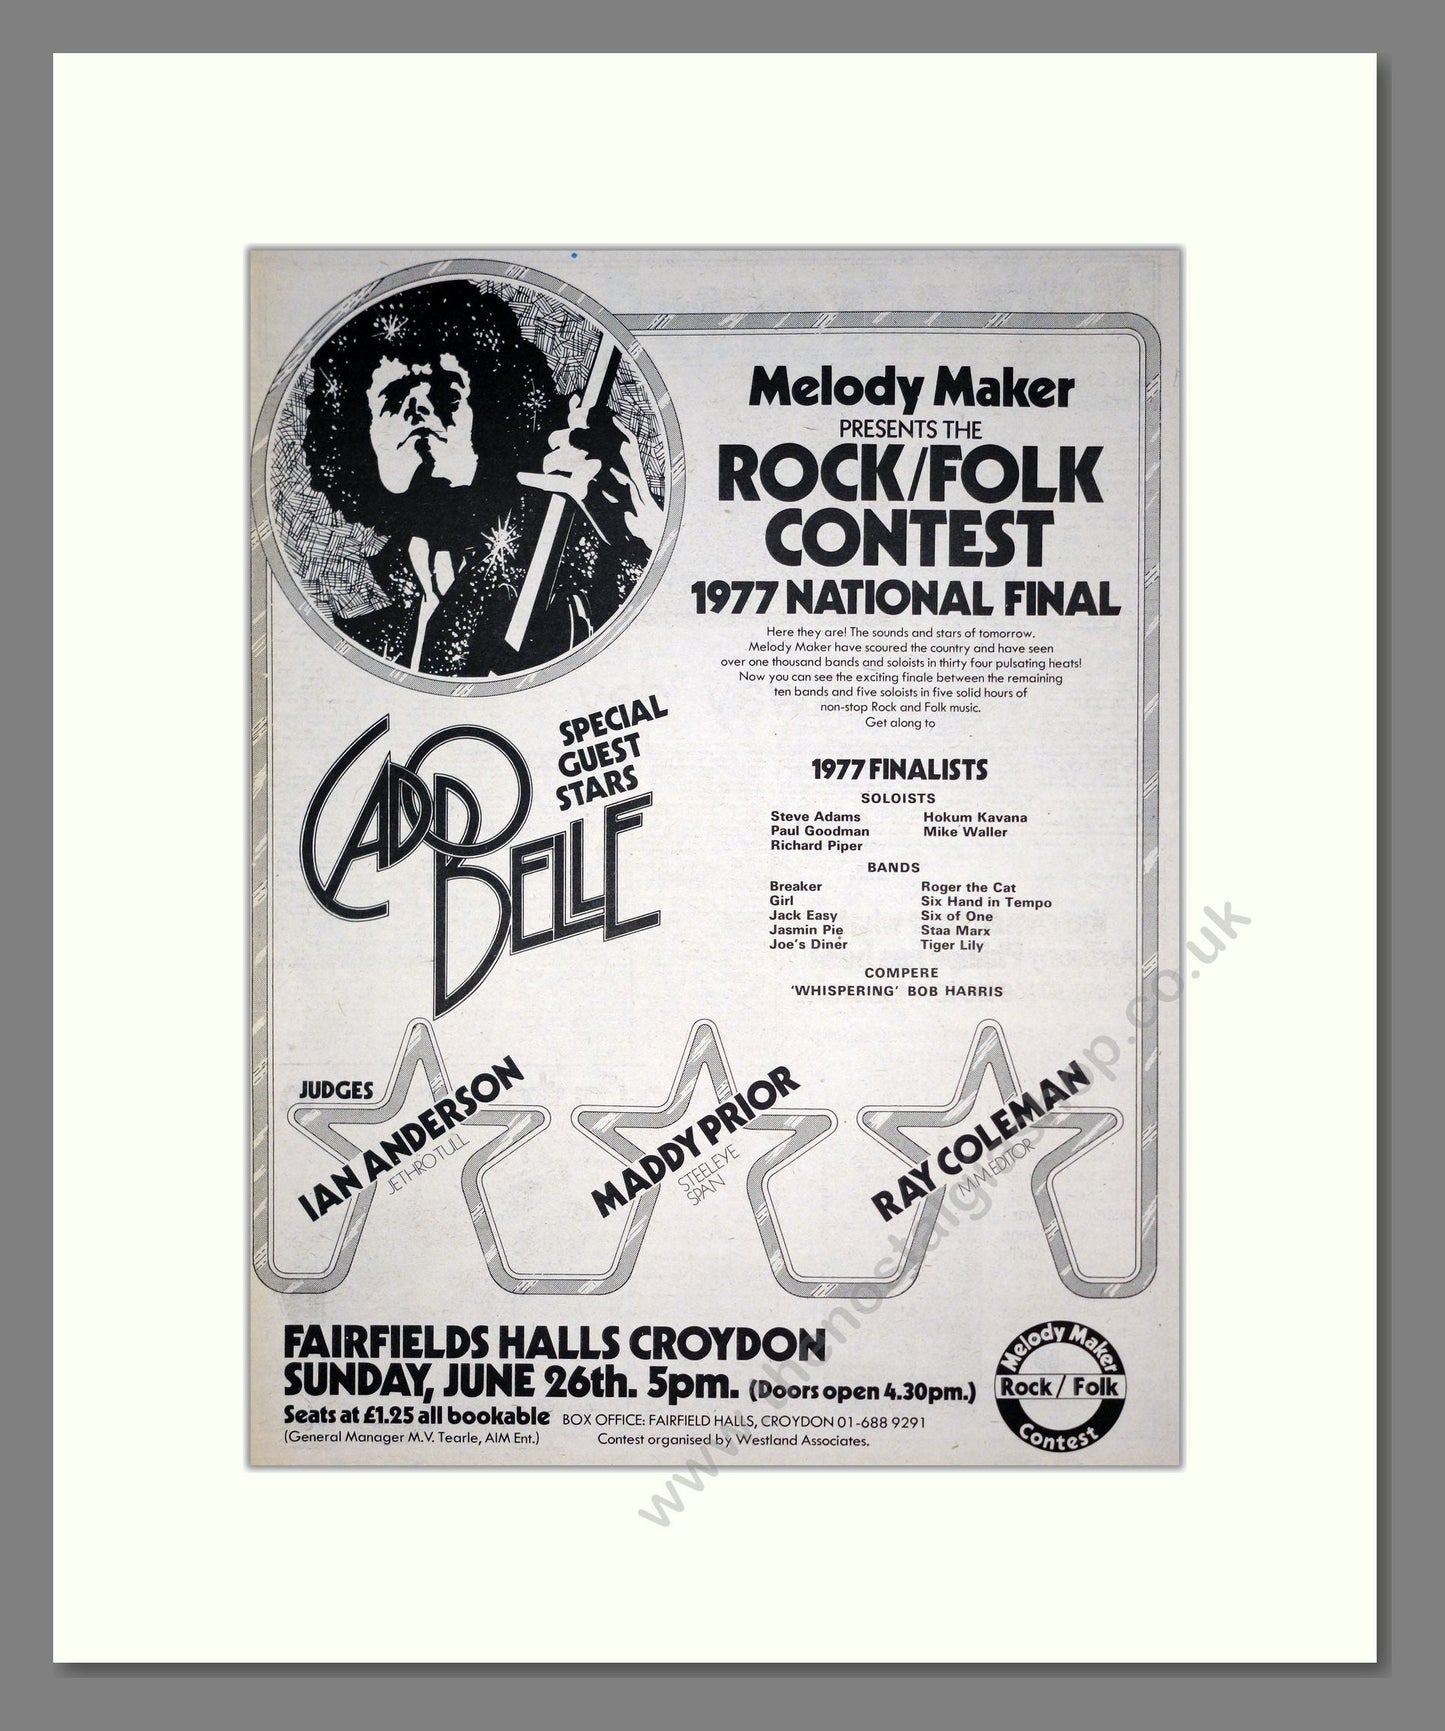 Melody Maker
PRESENTS THE
ROCK/FOLK
CONTEST
1977 NATIONAL FINAL
Here they are! The sounds and stars of tomorrow.
Melody Maker have scoured the country and have seen
over one thousand bands and soloists in thirty four pulsating heats!
Now you can see the exciting finale between the remaining
ten bands and five soloists in five solid hours of
non-stop Rock and Folk music.
Get along to
SPECIAL
GUEST
STARS
CADO
BELLE
1977 FINALISTS
SOLOISTS
Steve Adams Hokum Kavana
Paul Goodman Mike Waller
Richard Piper
BANDS
Breaker Roger the Cat
Girl Six Hand in Tempo
Jack Easy Six of One
Jasmin Pie Staa Marx
Joe's Diner Tiger Lily
COMPERE
'WHISPERING' BOB HARRIS
JUDGES
IAN ANDERSON
JETHRO TULL
MADDY PRIOR
STEELEYE
SPAN
RAY COLEMAN
M.M. EDITOR
FAIRFIELDS HALLS CROYDON
SUNDAY, JUNE 26th. 5pm. (Doors open 4.30pm.)
Seats at £1.25 all bookable BOX OFFICE: FAIRFIELD HALLS, CROYDON 01-688 9291
(General Manager M.V. Tearle, AIM Ent.) Contest organised by Westland Associates.
Melody Maker
Rock / Folk
Contest
www.thenostalgiashop.co.uk